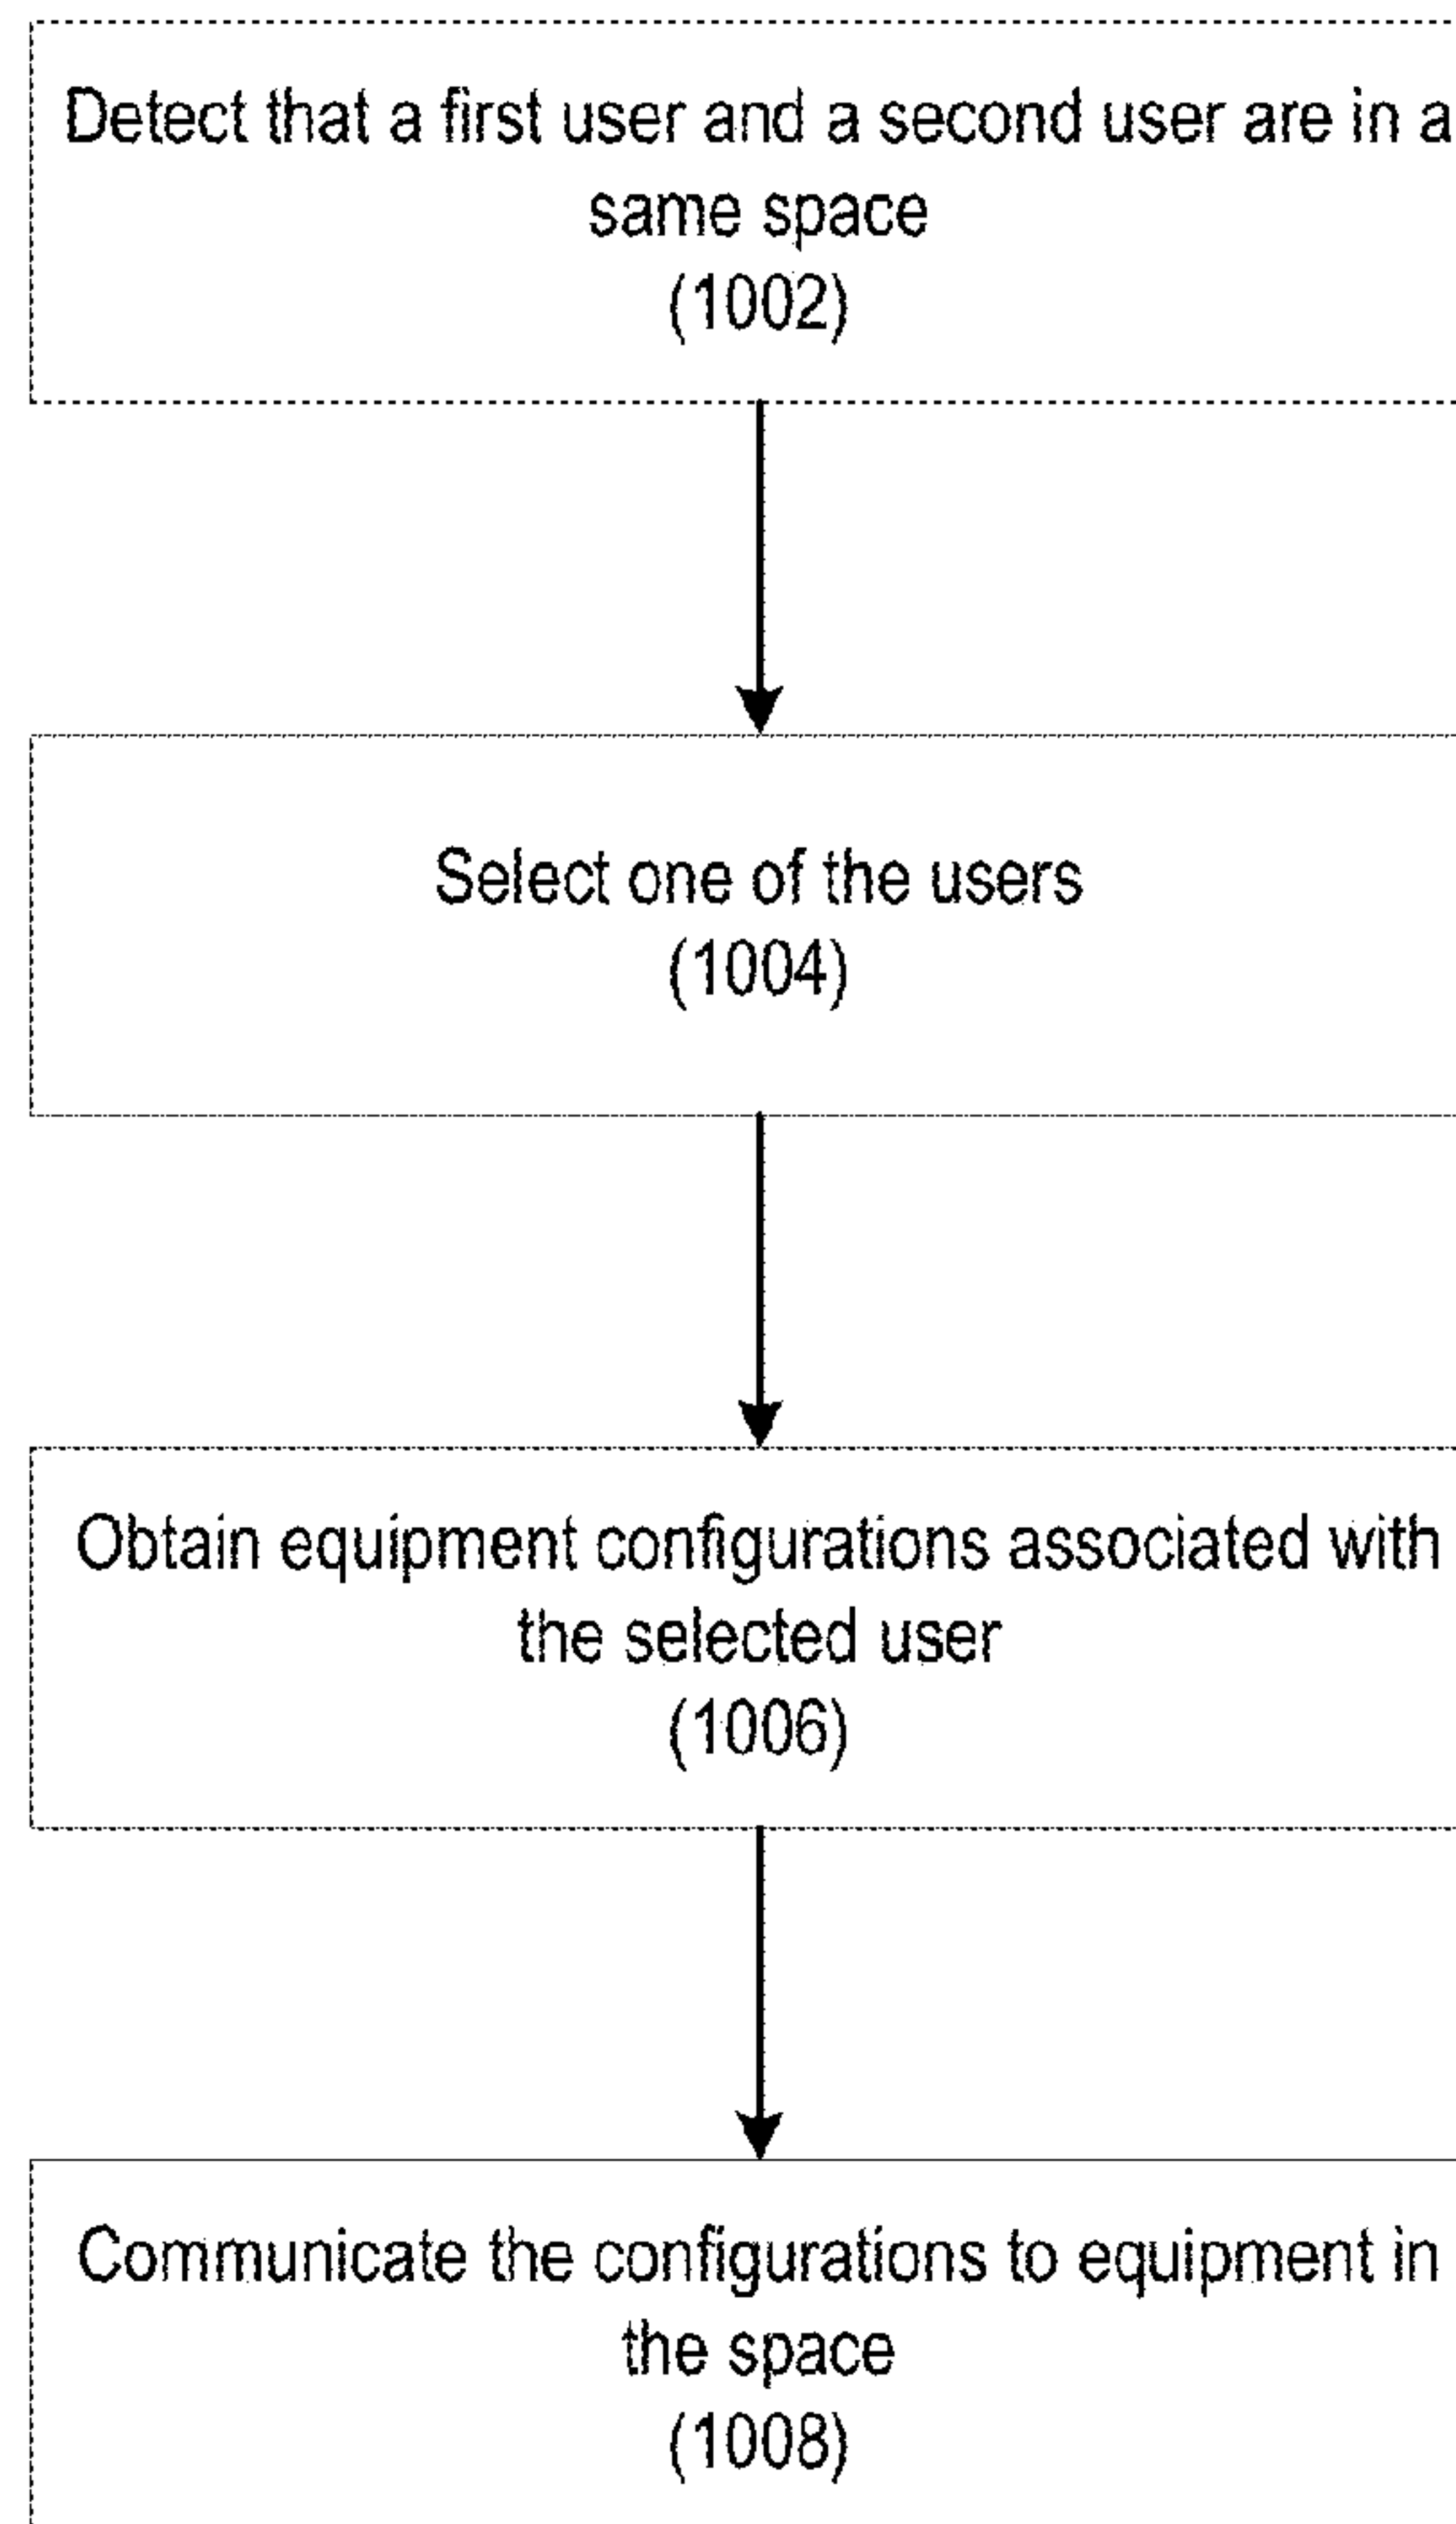 Detect that a first user and a second user are in a
same space
(1002)
Select one of the users
(1004)
Obtain equipment configurations associated with
the selected user
(1006)
Communicate the configurations to equipment in
the space
(1008)